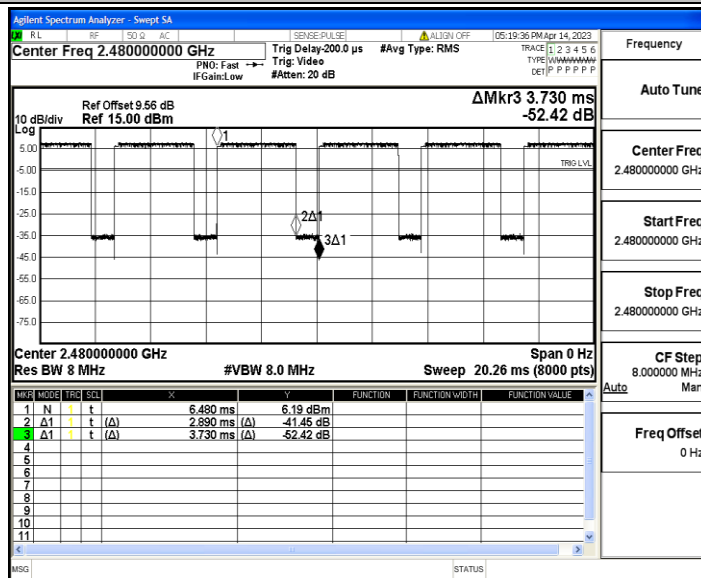 Agilent Spectrum Analyzer - Swept SA
RL RF 50 Ω AC SENSE:PULSE ALIGN OFF 05:19:36 PM Apr 14, 2023
Center Freq 2.480000000 GHz
PNO: Fast
IFGain:Low
Trig Delay-200.0 µs
Trig: Video
#Atten: 20 dB
#Avg Type: RMS
TRACE 1 2 3 4 5 6
TYPE
DET P P P P P P
Ref Offset 9.56 dB
10 dB/div Ref 15.00 dBm
Log
ΔMkr3 3.730 ms
-52.42 dB
1
5.00
TRIG LVL
-5.00
-15.0
-25.0
2Δ1
-35.0
3Δ1
-45.0
-55.0
-65.0
-75.0
Center 2.480000000 GHz Span 0 Hz
Res BW 8 MHz #VBW 8.0 MHz Sweep 20.26 ms (8000 pts)
MKR MODE TRC SCL X Y FUNCTION FUNCTION WIDTH FUNCTION VALUE
1 N 1 t 6.480 ms 6.19 dBm
2 Δ1 1 t (Δ) 2.890 ms (Δ) -41.45 dB
3 Δ1 1 t (Δ) 3.730 ms (Δ) -52.42 dB
4
5
6
7
8
9
10
11
MSG STATUS
Frequency
Auto Tune
Center Freq
2.480000000 GHz
Start Freq
2.480000000 GHz
Stop Freq
2.480000000 GHz
CF Step
8.000000 MHz
Auto Man
Freq Offset
0 Hz